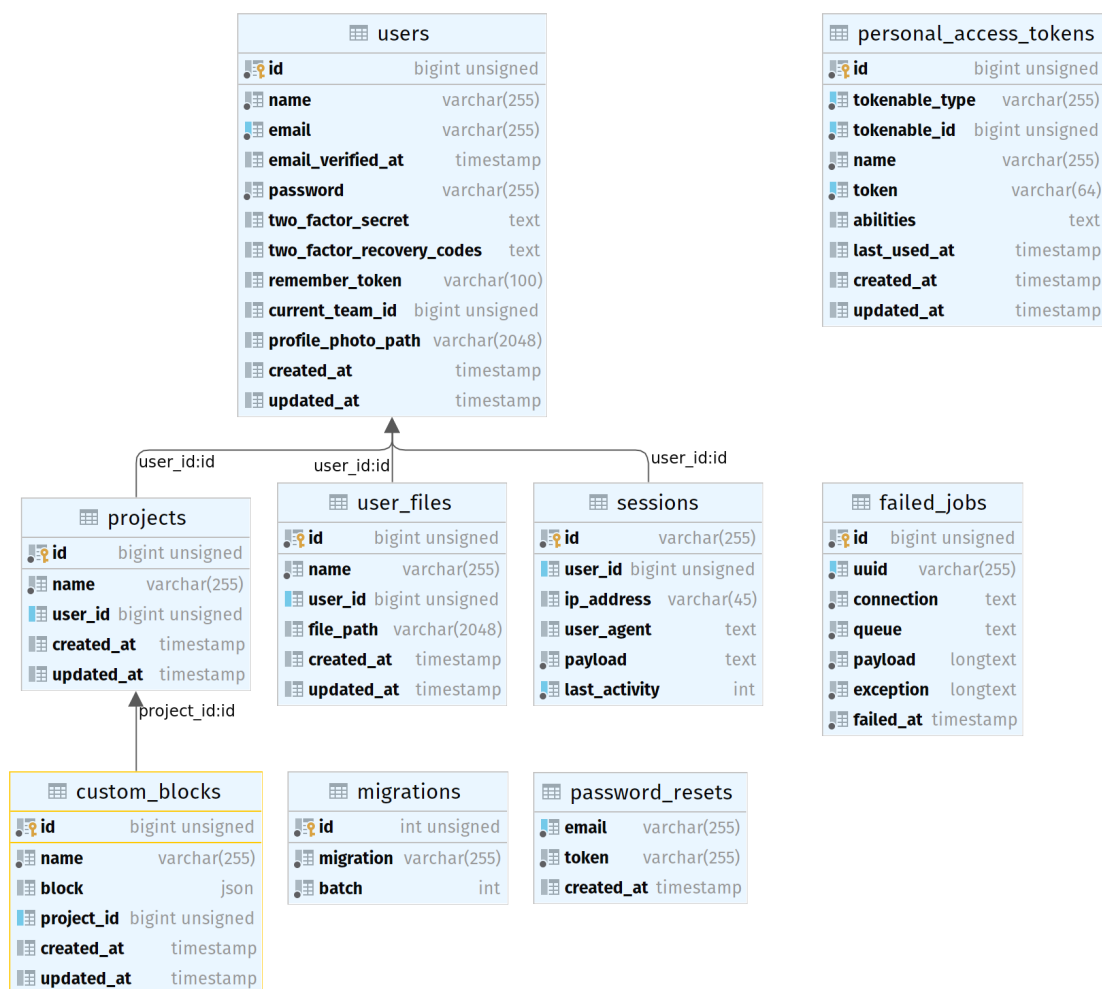 users
id bigint unsigned
name varchar(255)
email varchar(255)
email_verified_at timestamp
password varchar(255)
two_factor_secret text
two_factor_recovery_codes text
remember_token varchar(100)
current_team_id bigint unsigned
profile_photo_path varchar(2048)
created_at timestamp
updated_at timestamp
personal_access_tokens
id bigint unsigned
tokenable_type varchar(255)
tokenable_id bigint unsigned
name varchar(255)
token varchar(64)
abilities text
last_used_at timestamp
created_at timestamp
updated_at timestamp
user_id:id
user_id:id
user_id:id
projects
id bigint unsigned
name varchar(255)
user_id bigint unsigned
created_at timestamp
updated_at timestamp
user_files
id bigint unsigned
name varchar(255)
user_id bigint unsigned
file_path varchar(2048)
created_at timestamp
updated_at timestamp
sessions
id varchar(255)
user_id bigint unsigned
ip_address varchar(45)
user_agent text
payload text
last_activity int
failed_jobs
id bigint unsigned
uuid varchar(255)
connection text
queue text
payload longtext
exception longtext
failed_at timestamp
project_id:id
custom_blocks
id bigint unsigned
name varchar(255)
block json
project_id bigint unsigned
created_at timestamp
updated_at timestamp
migrations
id int unsigned
migration varchar(255)
batch int
password_resets
email varchar(255)
token varchar(255)
created_at timestamp